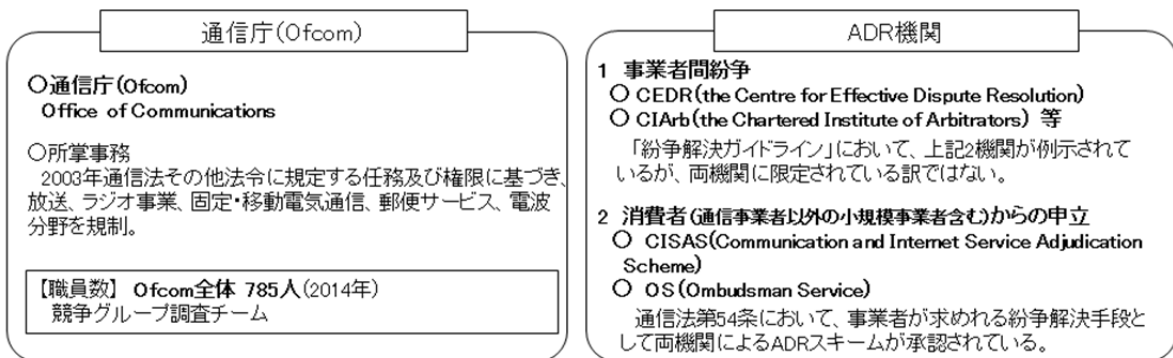 通信庁(Ofcom)
○通信庁(Ofcom)
Office of Communications
○所掌事務
2003年通信法その他法令に規定する任務及び権限に基づき、
放送、ラジオ事業、固定・移動電気通信、郵便サービス、電波
分野を規制。
【職員数】 Ofcom全体 785人(2014年)
競争グループ調査チーム
ADR機関
1 事業者間紛争
○ CEDR(the Centre for Effective Dispute Resolution)
○ CIArb(the Chartered Institute of Arbitrators) 等
「紛争解決ガイドライン」において、上記2機関が例示されて
いるが、両機関に限定されている訳ではない。
2 消費者(通信事業者以外の小規模事業者含む)からの申立
○ CISAS(Communication and Internet Service Adjudication
Scheme)
○ OS(Ombudsman Service)
通信法第54条において、事業者が求めれる紛争解決手段と
して両機関によるADRスキームが承認されている。